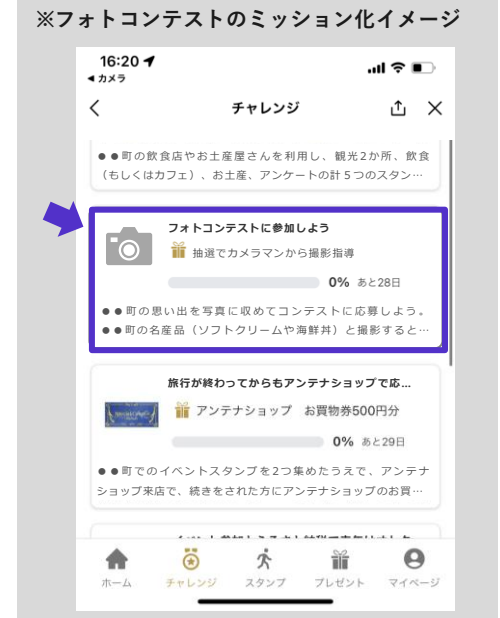 ※フォトコンテストのミッション化イメージ
16:20
◀ カメラ
チャレンジ
●●町の飲食店やお土産屋さんを利用し、観光2か所、飲食
（もしくはカフェ）、お土産、アンケートの計５つのスタン…
フォトコンテストに参加しよう
抽選でカメラマンから撮影指導
0% あと28日
●●町の思い出を写真に収めてコンテストに応募しよう。
●●町の名産品（ソフトクリームや海鮮丼）と撮影すると…
旅行が終わってからもアンテナショップで応...
アンテナショップ お買物券500円分
0% あと29日
●●町でのイベントスタンプを2つ集めたうえで、アンテナ
ショップ来店で、続きをされた方にアンテナショップのお買…
ホーム チャレンジ スタンプ プレゼント マイページ